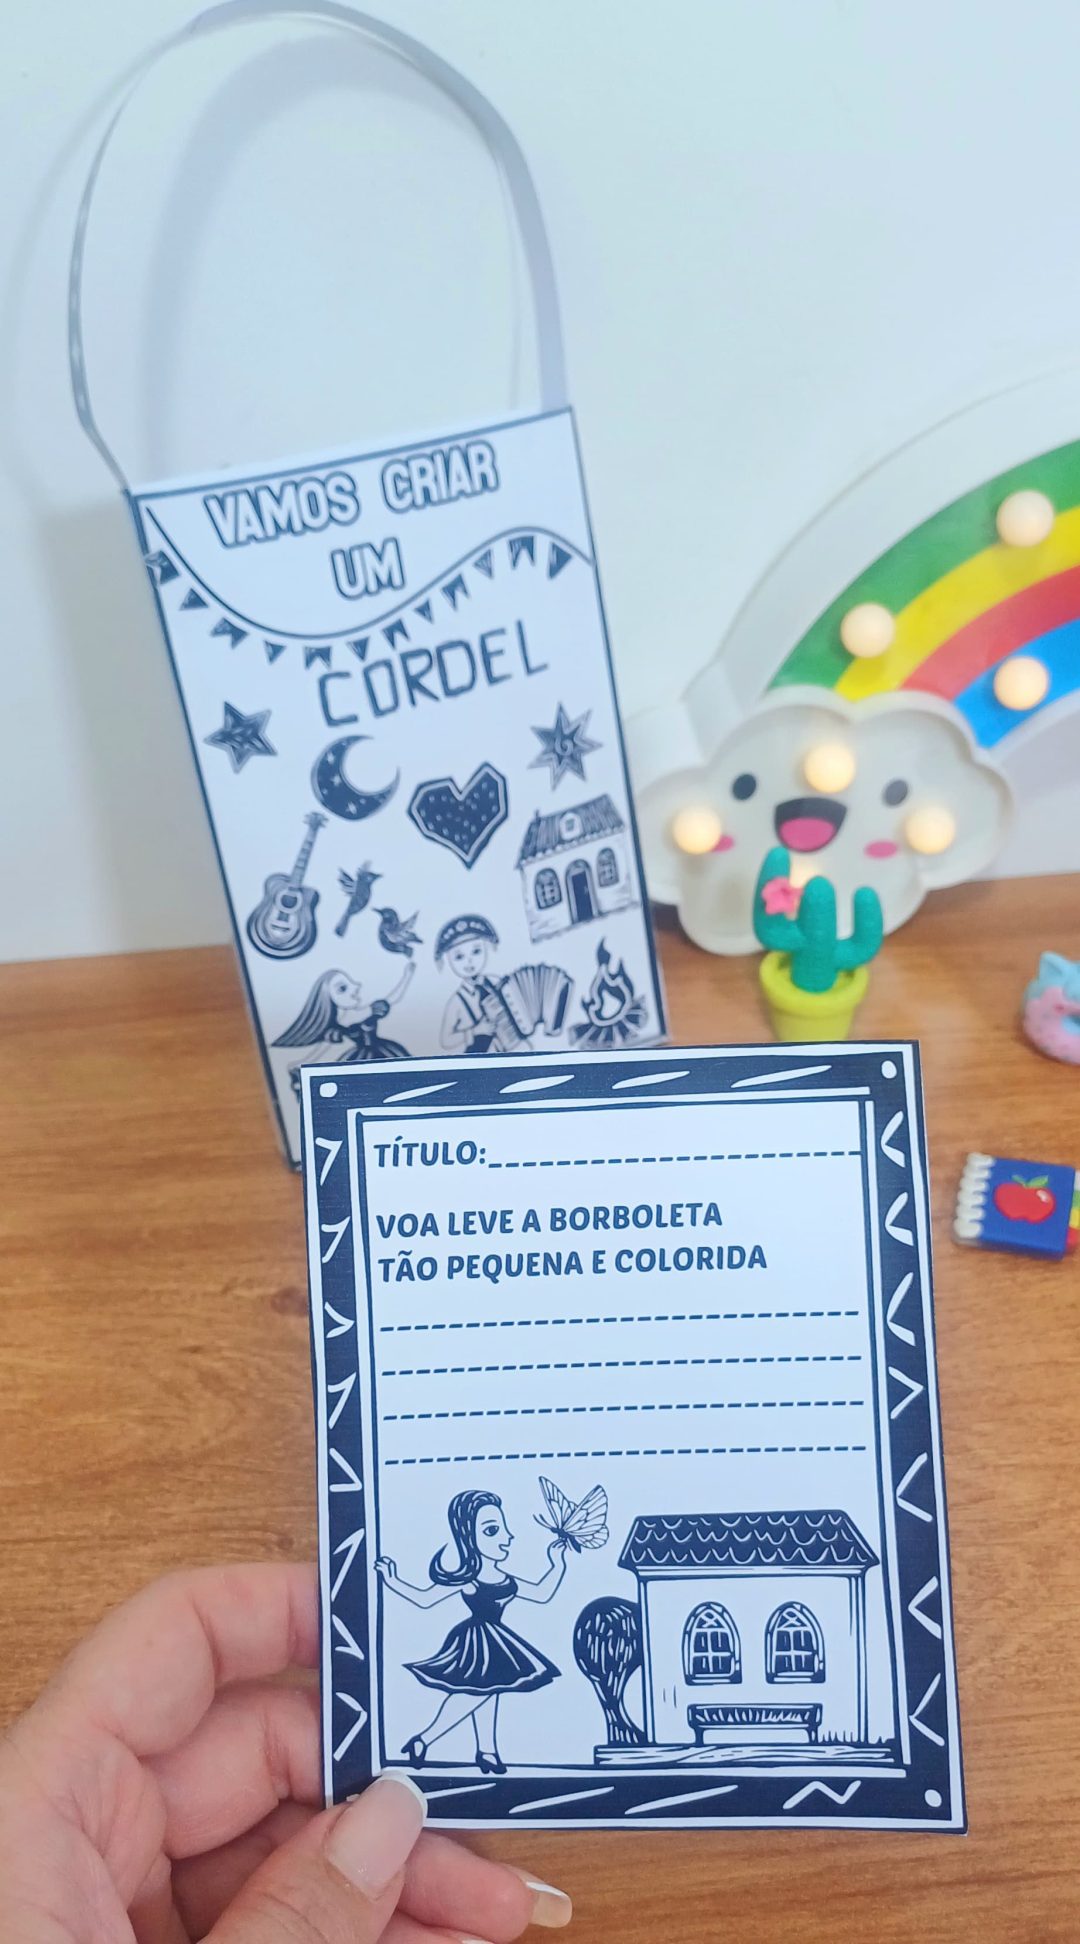 VAMOS CRIAR
UM
CORDEL
TÍTULO:
VOA LEVE A BORBOLETA
TÃO PEQUENA E COLORIDA